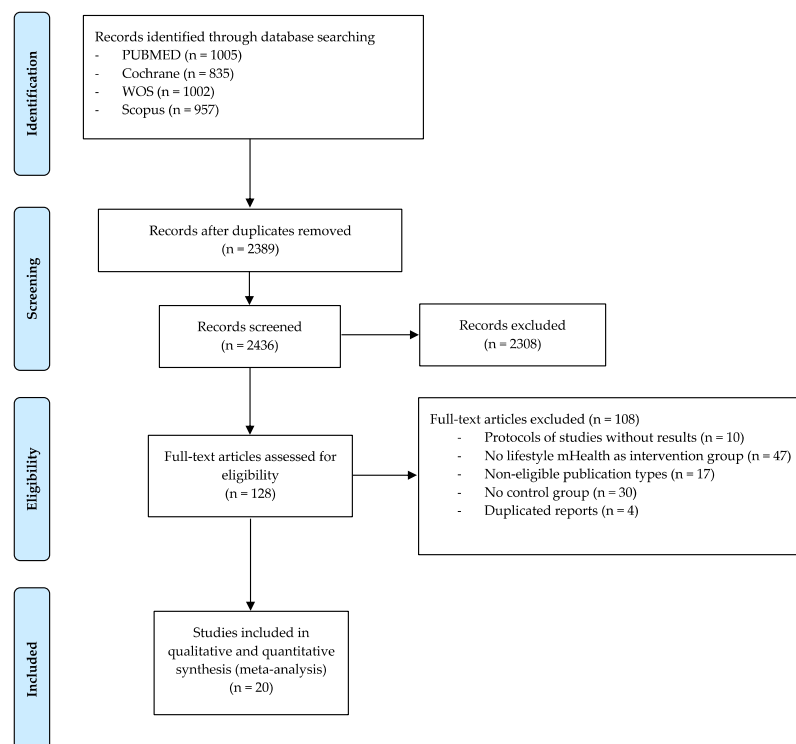 Identification
Records identified through database searching
- PUBMED (n = 1005)
- Cochrane (n = 835)
- WOS (n = 1002)
- Scopus (n = 957)
Screening
Records after duplicates removed
(n = 2389)
Records screened
(n = 2436)
Records excluded
(n = 2308)
Eligibility
Full-text articles assessed for
eligibility
(n = 128)
Full-text articles excluded (n = 108)
- Protocols of studies without results (n = 10)
- No lifestyle mHealth as intervention group (n = 47)
- Non-eligible publication types (n = 17)
- No control group (n = 30)
- Duplicated reports (n = 4)
Included
Studies included in
qualitative and quantitative
synthesis (meta-analysis)
(n = 20)